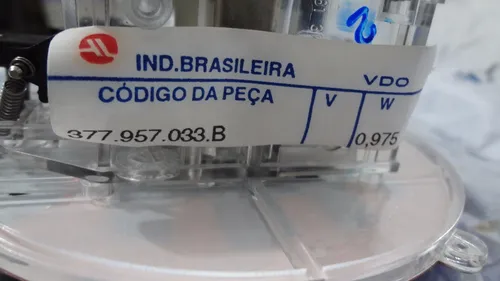 IND.BRASILEIRA VDO
CÓDIGO DA PEÇA V W
377.957.033.B 0,975